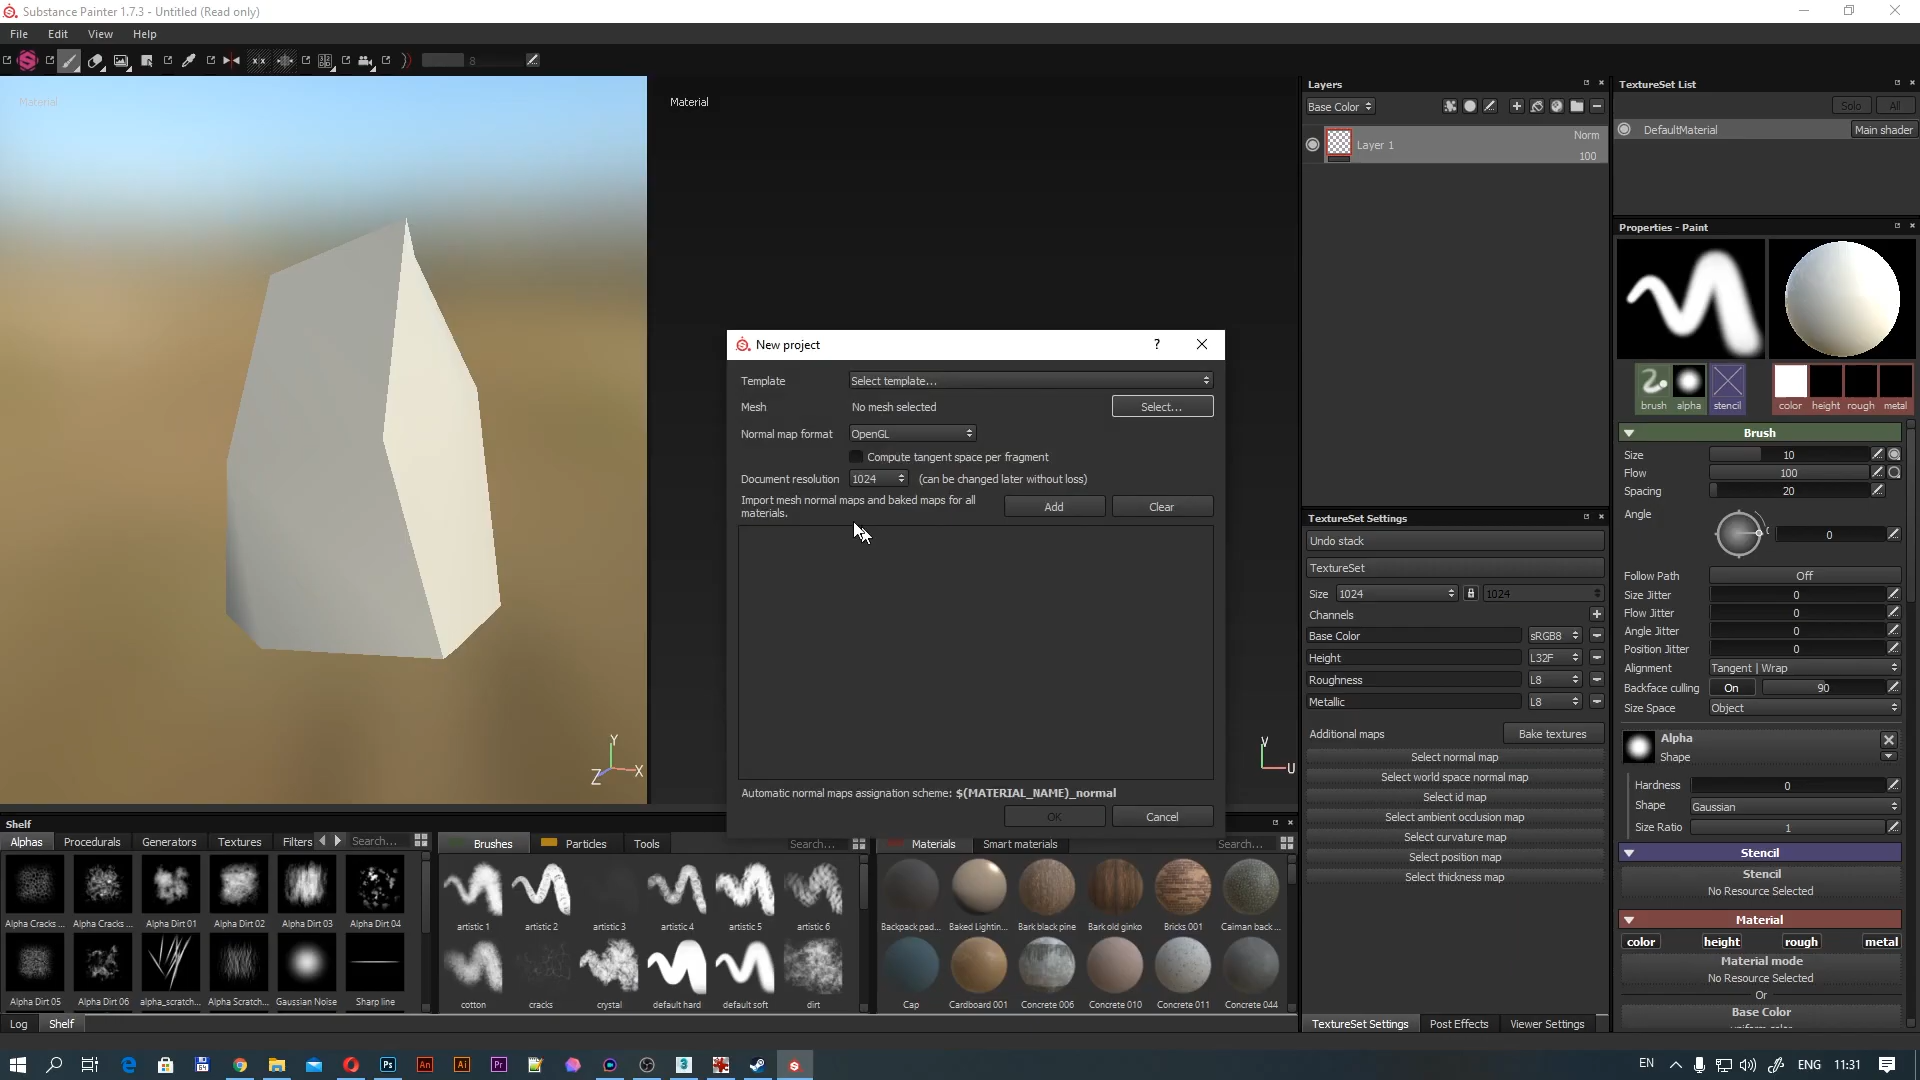 Substance Painter 1.7.3 - Untitled (Read only)
File Edit View Help
8
Material
Material
New project
?
Template Select template...
Mesh No mesh selected Select...
Normal map format OpenGL
Compute tangent space per fragment
Document resolution 1024 (can be changed later without loss)
Import mesh normal maps and baked maps for all
materials.
Add Clear
Automatic normal maps assignation scheme: $(MATERIAL_NAME)_normal
OK Cancel
Y
X
Z
V
U
Layers
Base Color
Layer 1
Norm
100
TextureSet Settings
Undo stack
TextureSet
Size 1024 1024
Channels
Base Color sRGB8
Height L32F
Roughness L8
Metallic L8
Additional maps Bake textures
Select normal map
Select world space normal map
Select id map
Select ambient occlusion map
Select curvature map
Select position map
Select thickness map
TextureSet Settings Post Effects Viewer Settings
TextureSet List
Solo All
DefaultMaterial Main shader
Properties - Paint
brush alpha stencil color height rough metal
Brush
Size 10
Flow 100
Spacing 20
Angle 0
Follow Path Off
Size Jitter 0
Flow Jitter 0
Angle Jitter 0
Position Jitter 0
Alignment Tangent | Wrap
Backface culling On 90
Size Space Object
Alpha
Shape
Hardness 0
Shape Gaussian
Size Ratio 1
Stencil
Stencil
No Resource Selected
Material
color height rough metal
Material mode
No Resource Selected
Or
Base Color
Shelf
Alphas Procedurals Generators Textures Filters Search...
Alpha Cracks ... Alpha Cracks ... Alpha Dirt 01 Alpha Dirt 02 Alpha Dirt 03 Alpha Dirt 04
Alpha Dirt 05 Alpha Dirt 06 alpha_scratch... Alpha Scratch... Gaussian Noise Sharp line
Brushes Particles Tools Search...
artistic 1 artistic 2 artistic 3 artistic 4 artistic 5 artistic 6
cotton cracks crystal default hard default soft dirt
Materials Smart materials Search...
Backpack pad... Baked Lightin... Bark black pine Bark old ginko Bricks 001 Caiman back ...
Cap Cardboard 001 Concrete 006 Concrete 010 Concrete 011 Concrete 044
Log Shelf
64
Ps An Ai Pr 3
EN ENG 11:31